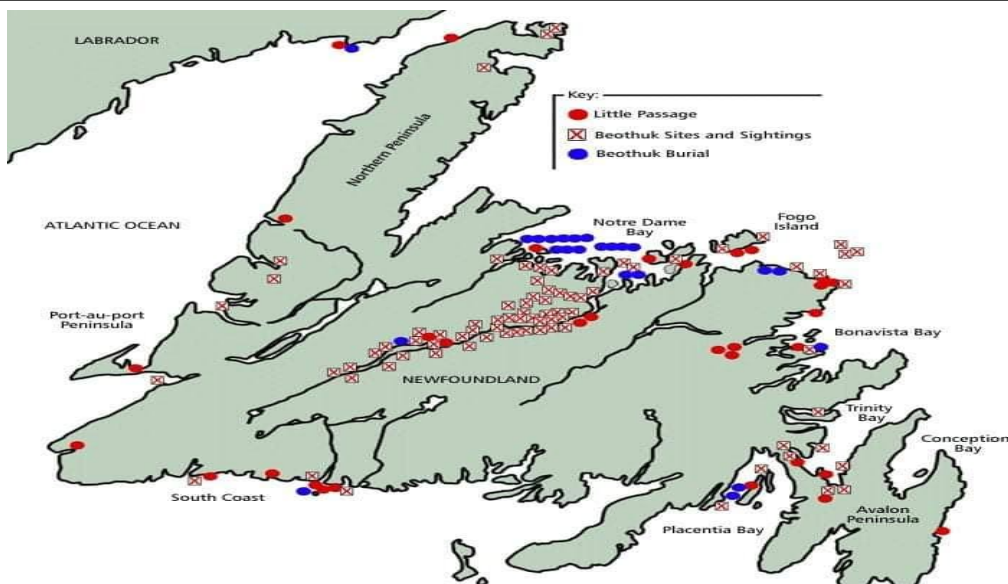 LABRADOR
Key:
Little Passage
Beothuk Sites and Sightings
Beothuk Burial
Northern Peninsula
ATLANTIC OCEAN
Notre Dame
Bay
Fogo
Island
Port-au-port
Peninsula
Bonavista Bay
NEWFOUNDLAND
Trinity
Bay
Conception
Bay
South Coast
Avalon
Peninsula
Placentia Bay